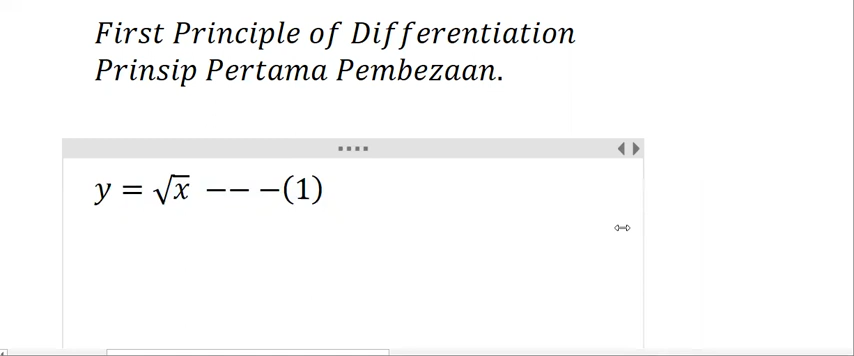 First Principle of Differentiation
Prinsip Pertama Pembezaan.
y = √x −− −(1)